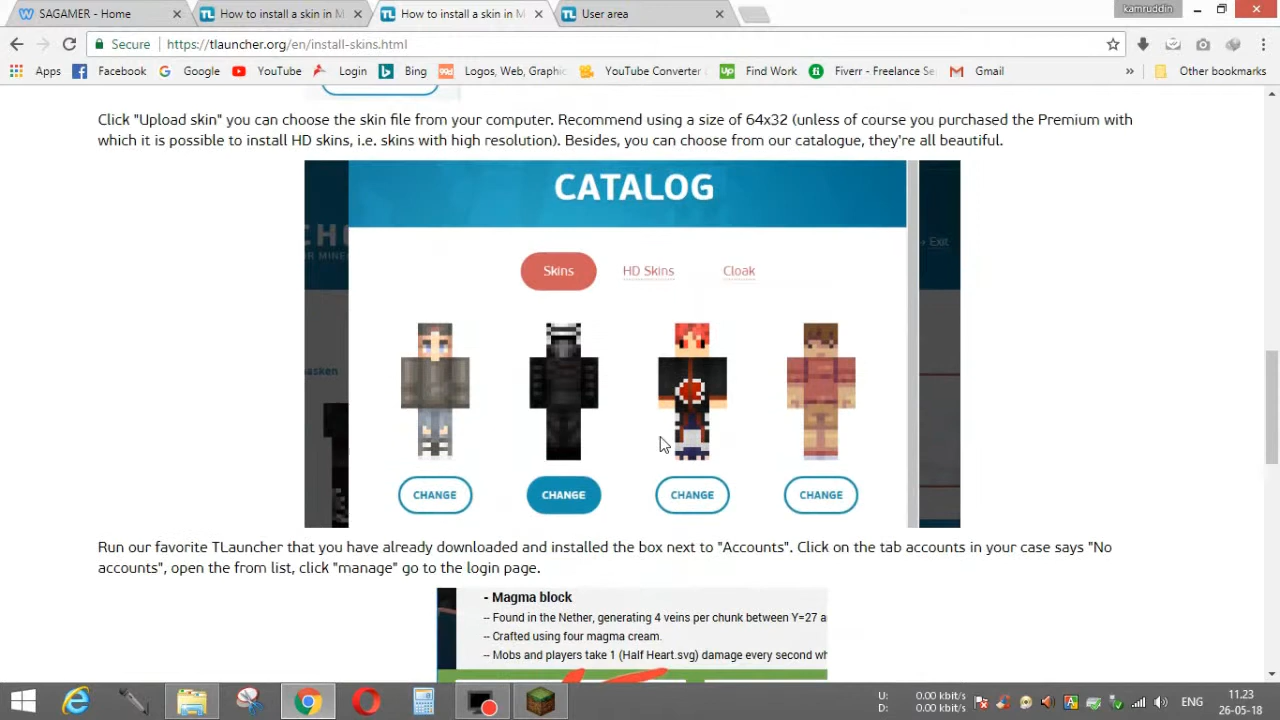 SAGAMER - Home
How to install a skin in M
How to install a skin in M
User area
kamruddin
Secure
https://tlauncher.org/en/install-skins.html
Apps
Facebook
Google
YouTube
Login
Bing
Logos, Web, Graphic
YouTube Converter
Find Work
Fiverr - Freelance Se
Gmail
»
Other bookmarks
Click "Upload skin" you can choose the skin file from your computer. Recommend using a size of 64x32 (unless of course you purchased the Premium with
which it is possible to install HD skins, i.e. skins with high resolution). Besides, you can choose from our catalogue, they're all beautiful.
CATALOG
Exit
Skins
HD Skins
Cloak
asken
CHANGE
CHANGE
CHANGE
CHANGE
Run our favorite TLauncher that you have already downloaded and installed the box next to "Accounts". Click on the tab accounts in your case says "No
accounts", open the from list, click "manage" go to the login page.
- Magma block
-- Found in the Nether, generating 4 veins per chunk between Y=27 a
-- Crafted using four magma cream.
-- Mobs and players take 1 (Half Heart.svg) damage every second wh
U: 0.00 kbit/s
D: 0.00 kbit/s
ENG
11.23
26-05-18